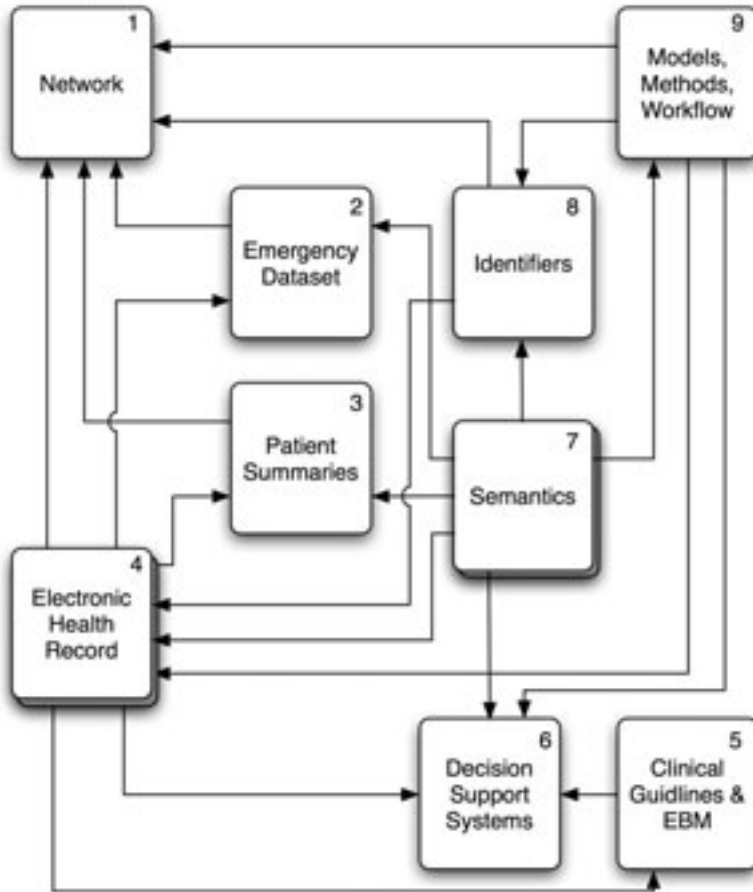 1
Network
9
Models,
Methods,
Workflow
2
Emergency
Dataset
8
Identifiers
3
Patient
Summaries
7
Semantics
4
Electronic
Health
Record
6
Decision
Support
Systems
5
Clinical
Guidlines &
EBM